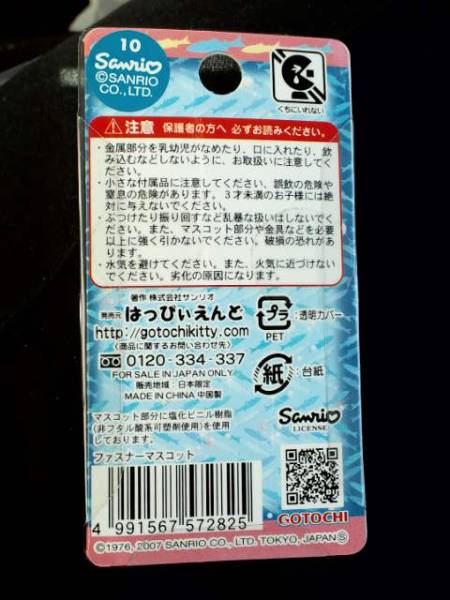 10
Sanrio
©SANRIO
CO., LTD.
くちにいれない
注意 保護者の方へ 必ずお読みください。
・金属部分を乳幼児がなめたり、口に入れたり、飲
み込むなどしないように、お取扱いに注意してく
ださい。
・小さな付属品に注意してください、誤飲の危険や
窒息の危険があります。3才未満のお子様には絶
対に与えないでください。
・ぶつけたり振り回すなど乱暴な扱いはしないでく
ださい。また、マスコット部分や金具などを必要
以上に強く引かないでください。破損の恐れがあ
ります。
・水気を避けてください。また、火気に近づけない
でください。劣化の原因になります。
著作 株式会社サンリオ
発売元 はっぴぃえんど
http://gotochikitty.com
〈商品に関するお問い合わせ先〉
0120-334-337
FOR SALE IN JAPAN ONLY
販売地域：日本限定
MADE IN CHINA 中国製
プラ
：透明カバー
PET
紙
：台紙
マスコット部分に塩化ビニル樹脂
(非フタル酸系可塑剤使用)を使用
しております。
ファスナーマスコット
Sanrio
LICENSE
4 991567 572825
GOTOCHI
©1976, 2007 SANRIO CO., LTD. TOKYO, JAPAN Ⓢ